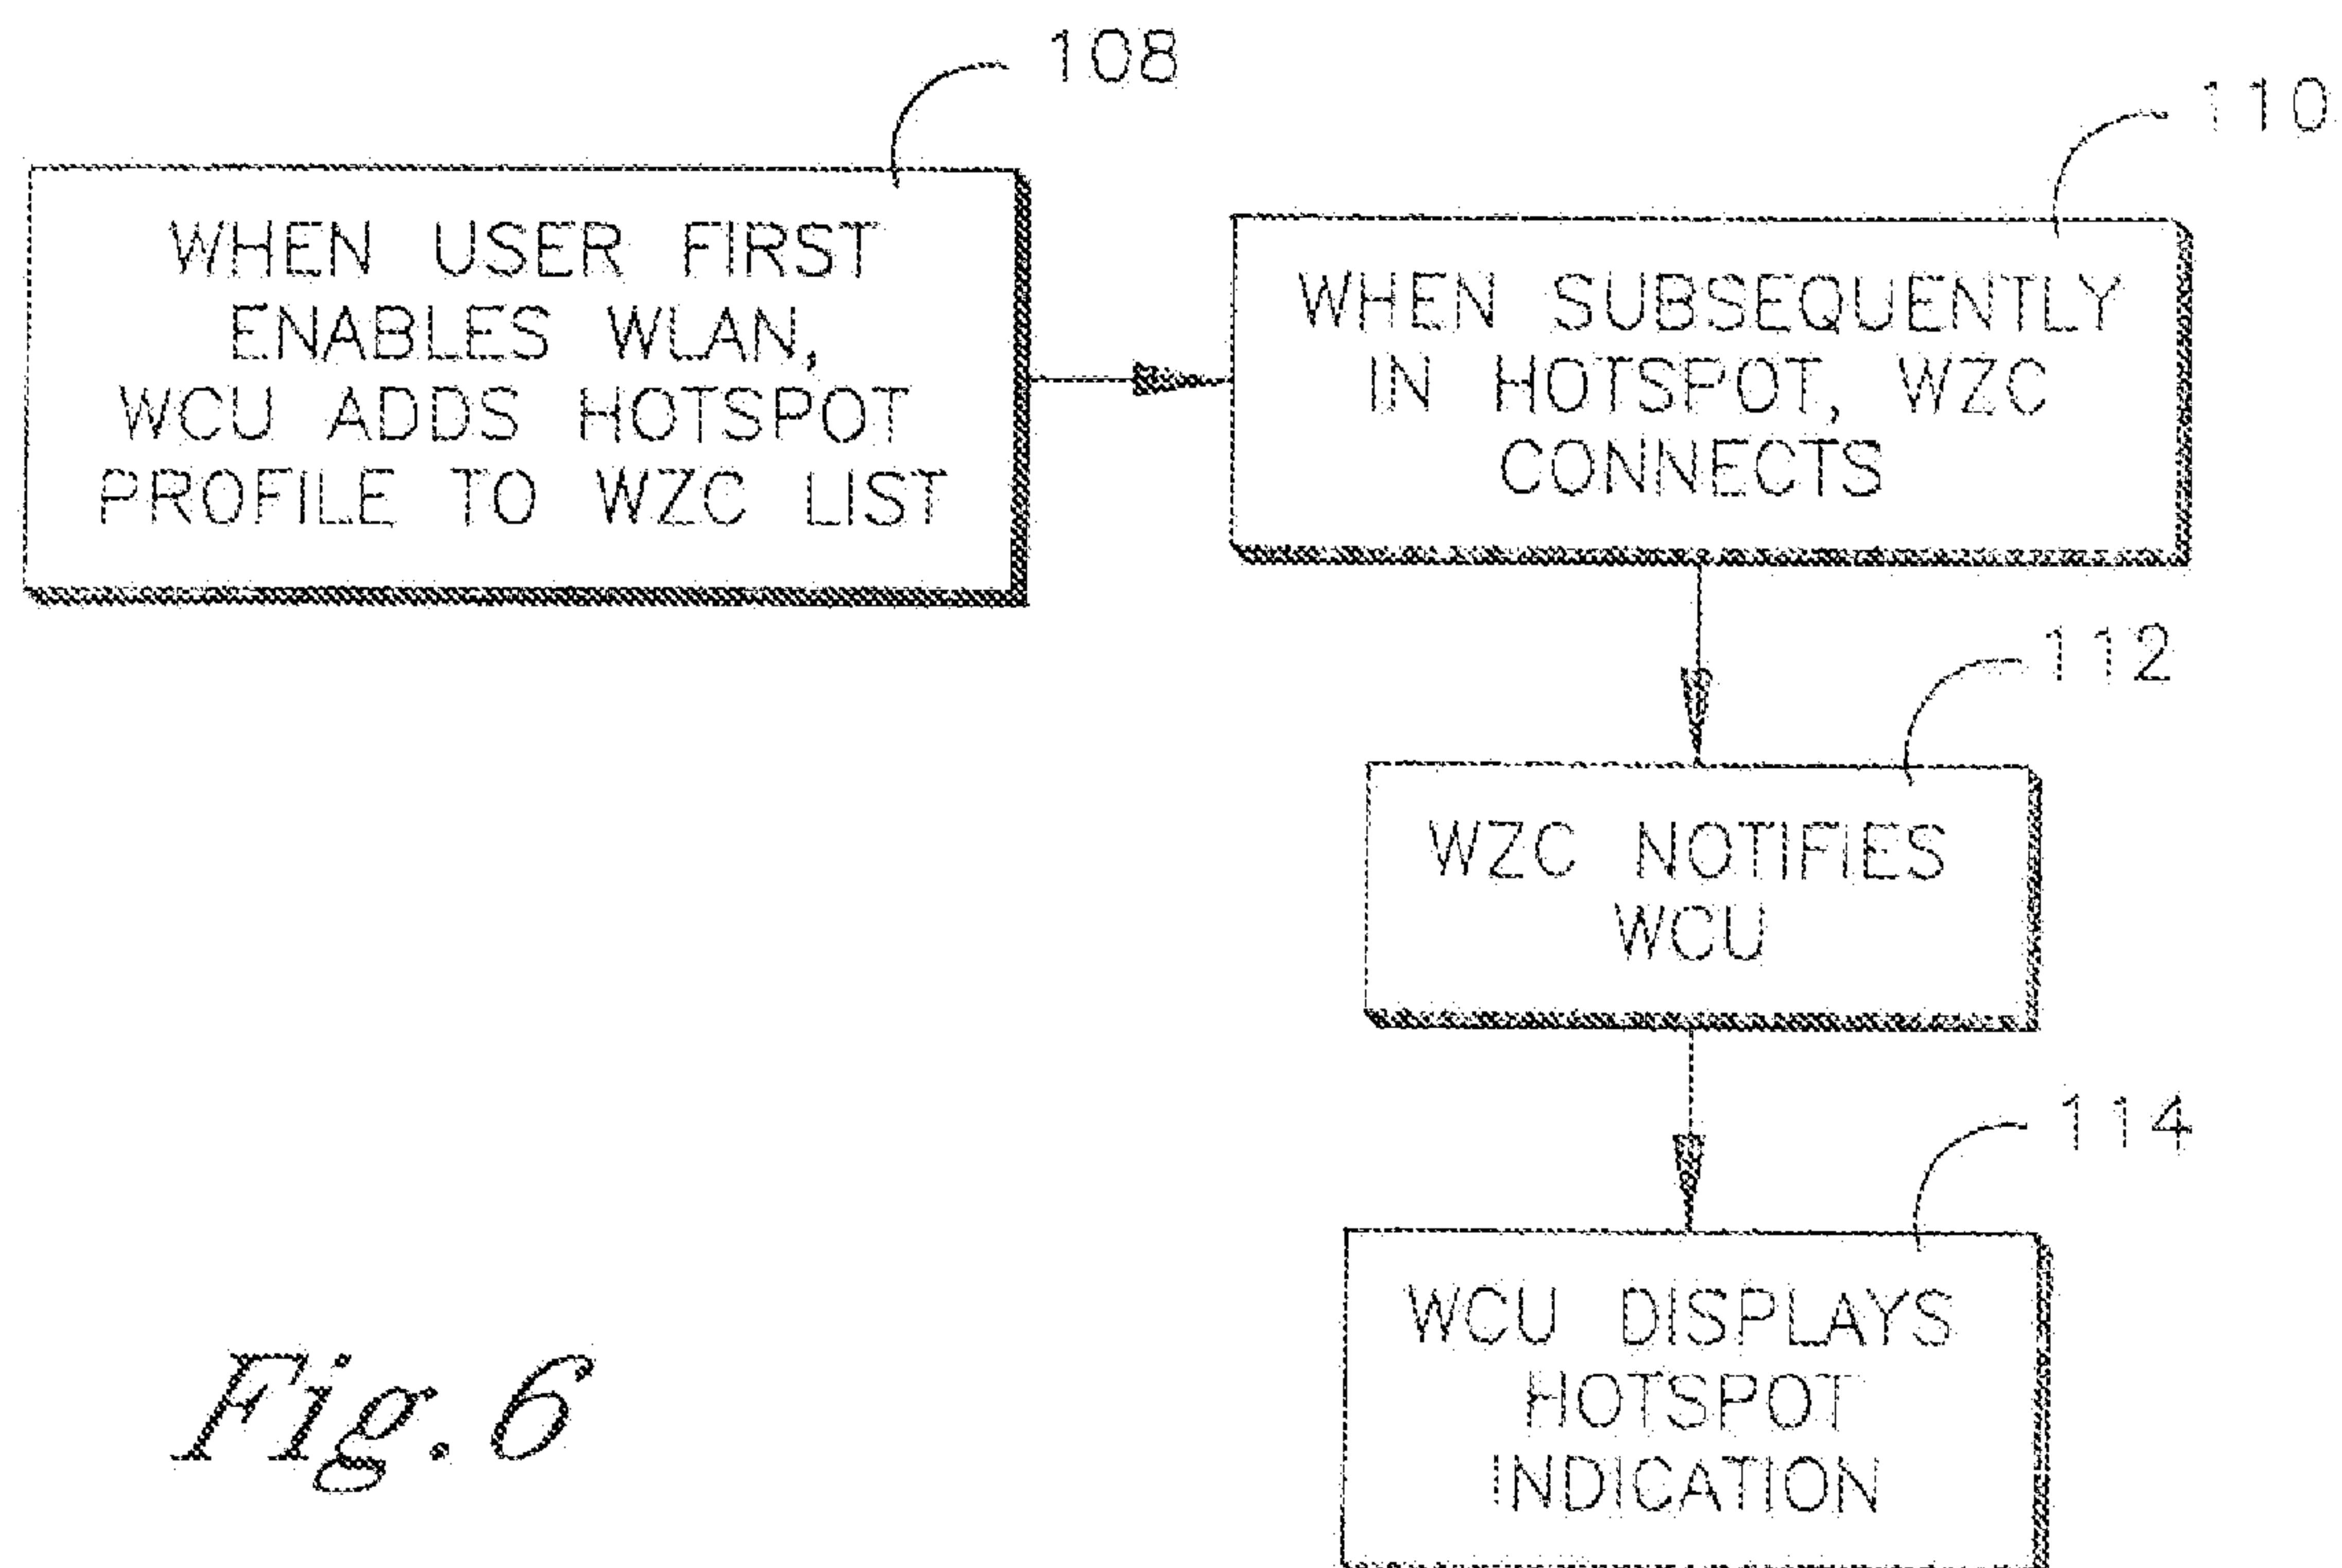 108
WHEN USER FIRST
ENABLES WLAN,
WCU ADDS HOTSPOT
PROFILE TO WZC LIST
110
WHEN SUBSEQUENTLY
IN HOTSPOT, WZC
CONNECTS
112
WZC NOTIFIES
WCU
114
WCU DISPLAYS
HOTSPOT
INDICATION
Fig. 6